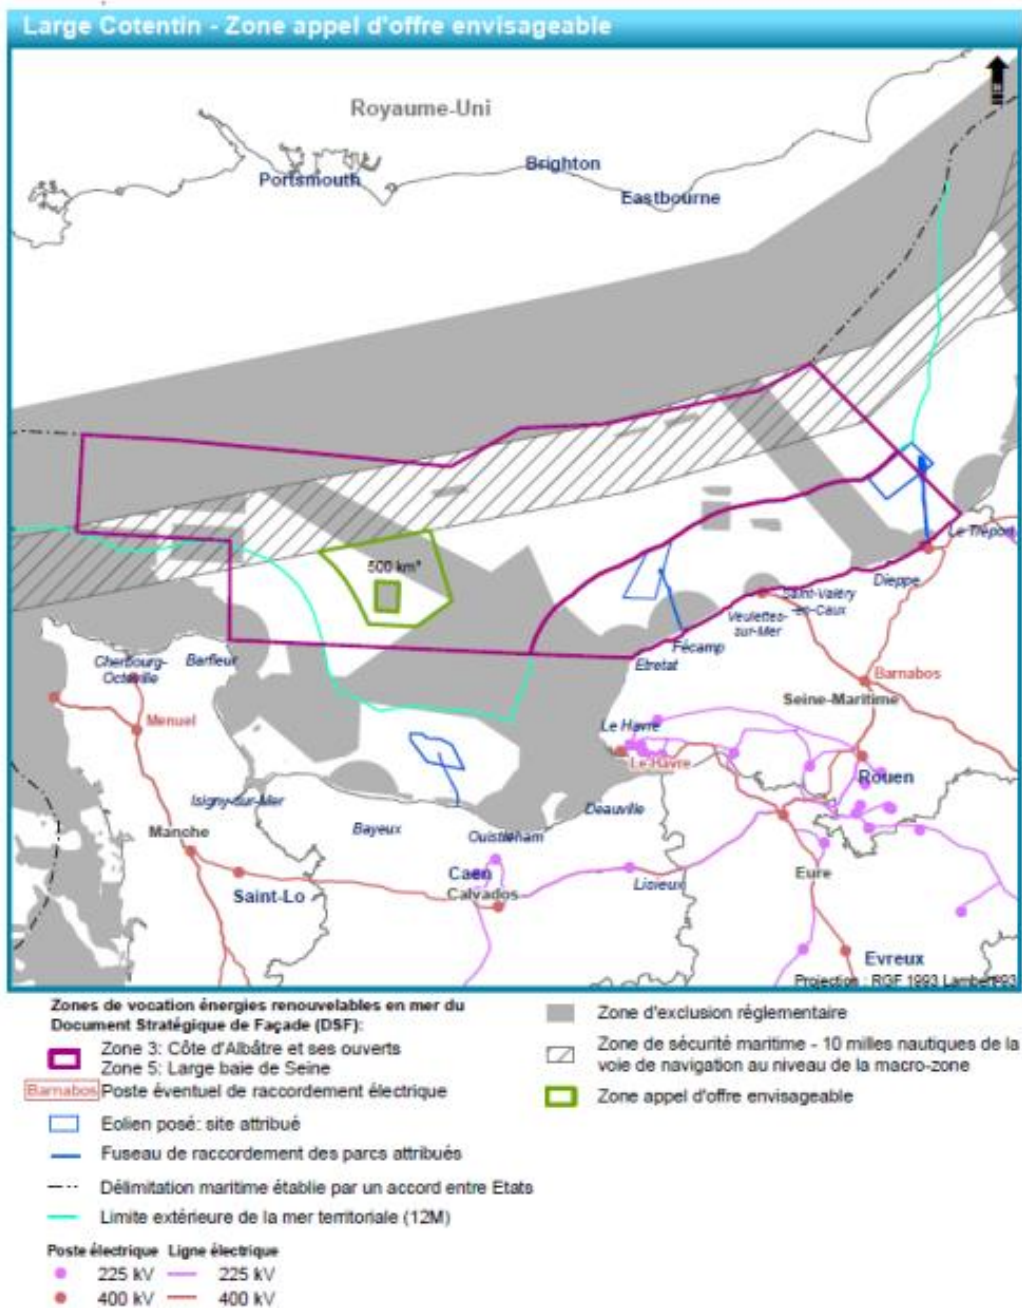 Large Cotentin - Zone appel d'offre envisageable
Royaume-Uni
Brighton
Portsmouth
Eastbourne
500 km²
Le Tréport
Dieppe
Saint-Valéry
en-Caux
Veulettes-
sur-Mer
Fécamp
Etretat
Cherbourg-
Octeville
Barfleur
Barnabos
Menuel
Seine-Maritime
Le Havre
Le Havre
Rouen
Isigny-sur-Mer
Deauville
Manche
Bayeux
Ouistreham
Caen
Lisieux
Eure
Saint-Lo
Calvados
Evreux
Projection : RGF 1993 Lambert93
Zones de vocation énergies renouvelables en mer du
Document Stratégique de Façade (DSF):
Zone 3: Côte d'Albâtre et ses ouverts
Zone 5: Large baie de Seine
Barnabos Poste éventuel de raccordement électrique
Eolien posé: site attribué
Fuseau de raccordement des parcs attribués
Délimitation maritime établie par un accord entre Etats
Limite extérieure de la mer territoriale (12M)
Poste électrique Ligne électrique
225 kV 225 kV
400 kV 400 kV
Zone d'exclusion réglementaire
Zone de sécurité maritime - 10 milles nautiques de la
voie de navigation au niveau de la macro-zone
Zone appel d'offre envisageable